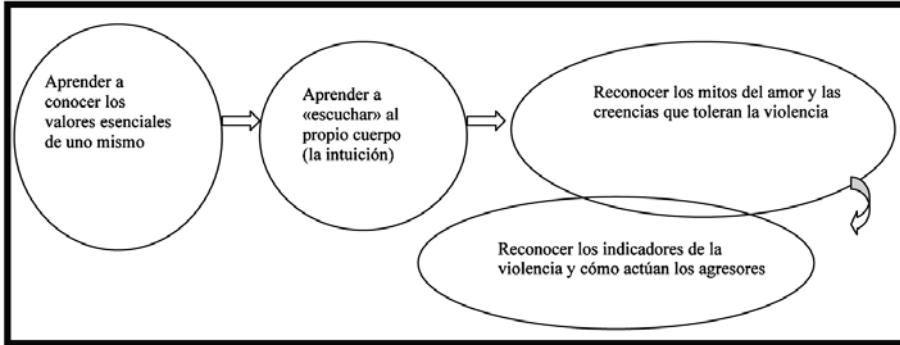 Aprender a
conocer los
valores esenciales
de uno mismo
Aprender a
«escuchar» al
propio cuerpo
(la intuición)
Reconocer los mitos del amor y las
creencias que toleran la violencia
Reconocer los indicadores de la
violencia y cómo actúan los agresores